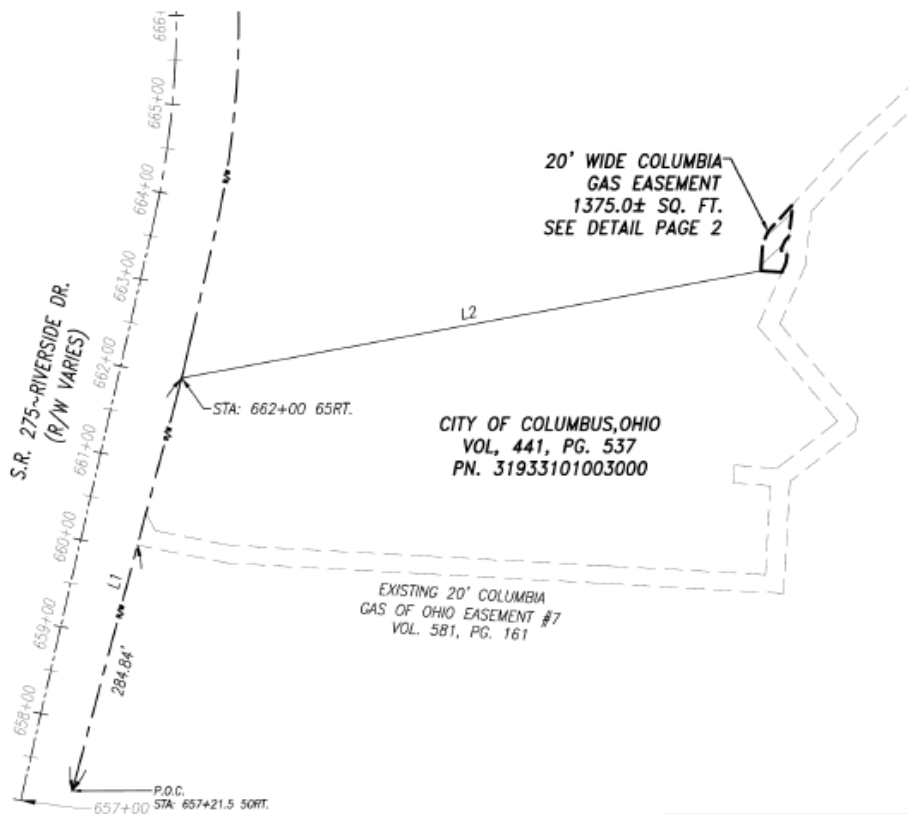 666+
665+00
664+00
663+00
662+00
661+00
660+00
659+00
658+00
657+00
S.R. 275~RIVERSIDE DR.
(R/W VARIES)
20' WIDE COLUMBIA
GAS EASEMENT
1375.0± SQ. FT.
SEE DETAIL PAGE 2
L2
STA: 662+00 65RT.
CITY OF COLUMBUS,OHIO
VOL, 441, PG. 537
PN. 31933101003000
L1
284.84'
EXISTING 20' COLUMBIA
GAS OF OHIO EASEMENT #7
VOL. 581, PG. 161
P.O.C.
STA: 657+21.5 50RT.